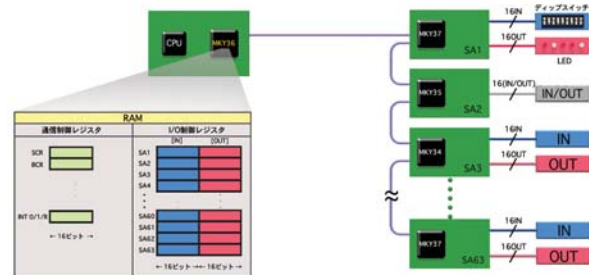 CPU
MKY36
RAM
通信制御レジスタ
I/O制御レジスタ
[IN]
[OUT]
SCR
BCR
INT 0/1/R
←16ビット→
SA1
SA2
SA3
SA4
SA60
SA61
SA62
SA63
←16ビット→←16ビット→
MKY37
SA1
16IN
ディップスイッチ
16OUT
LED
MKY35
SA2
16(IN/OUT)
IN/OUT
MKY34
SA3
16IN
IN
16OUT
OUT
MKY37
SA63
16IN
IN
16OUT
OUT